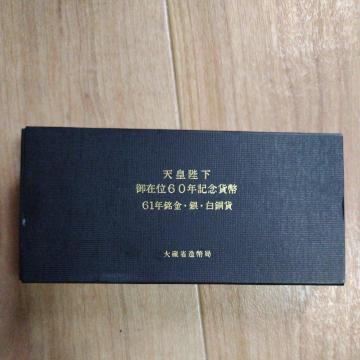 天皇陛下
御在位60年記念貨幣
61年銘金・銀・白銅貨
大蔵省造幣局